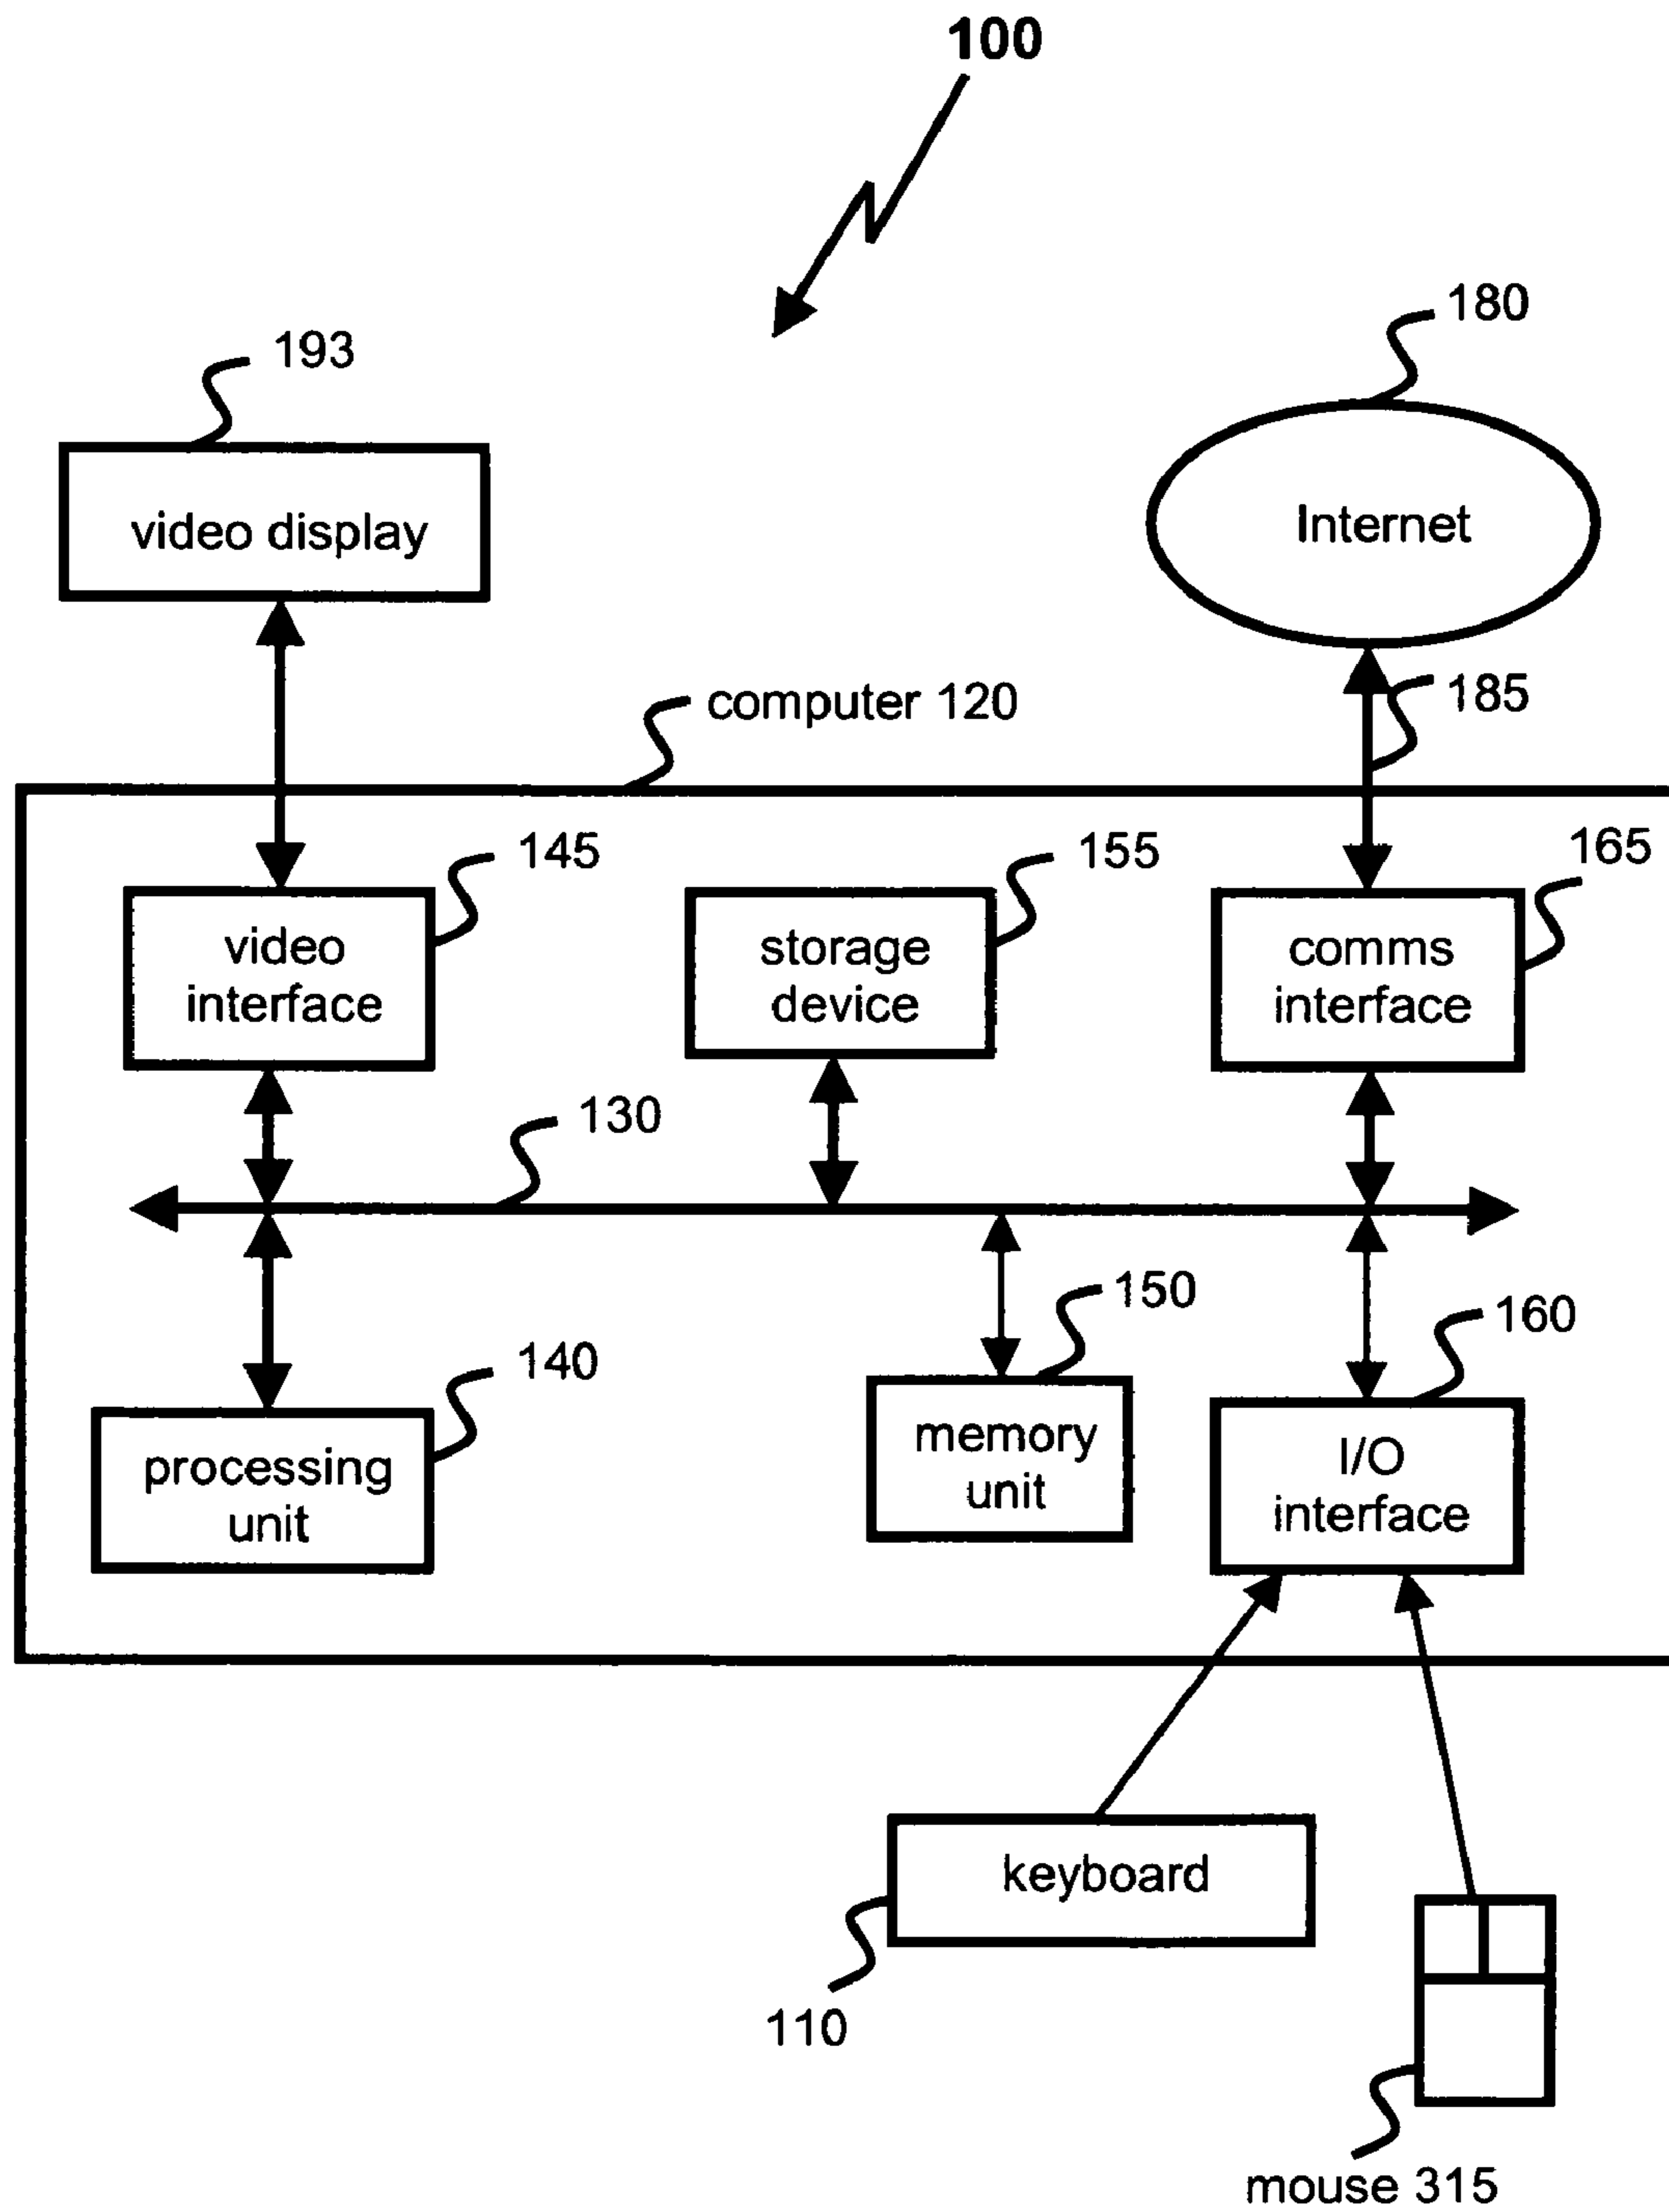 100
180
193
video display
Internet
185
computer 120
145
155
165
video
interface
storage
device
comms
interface
130
150
160
140
processing
unit
memory
unit
I/O
interface
keyboard
110
mouse 315